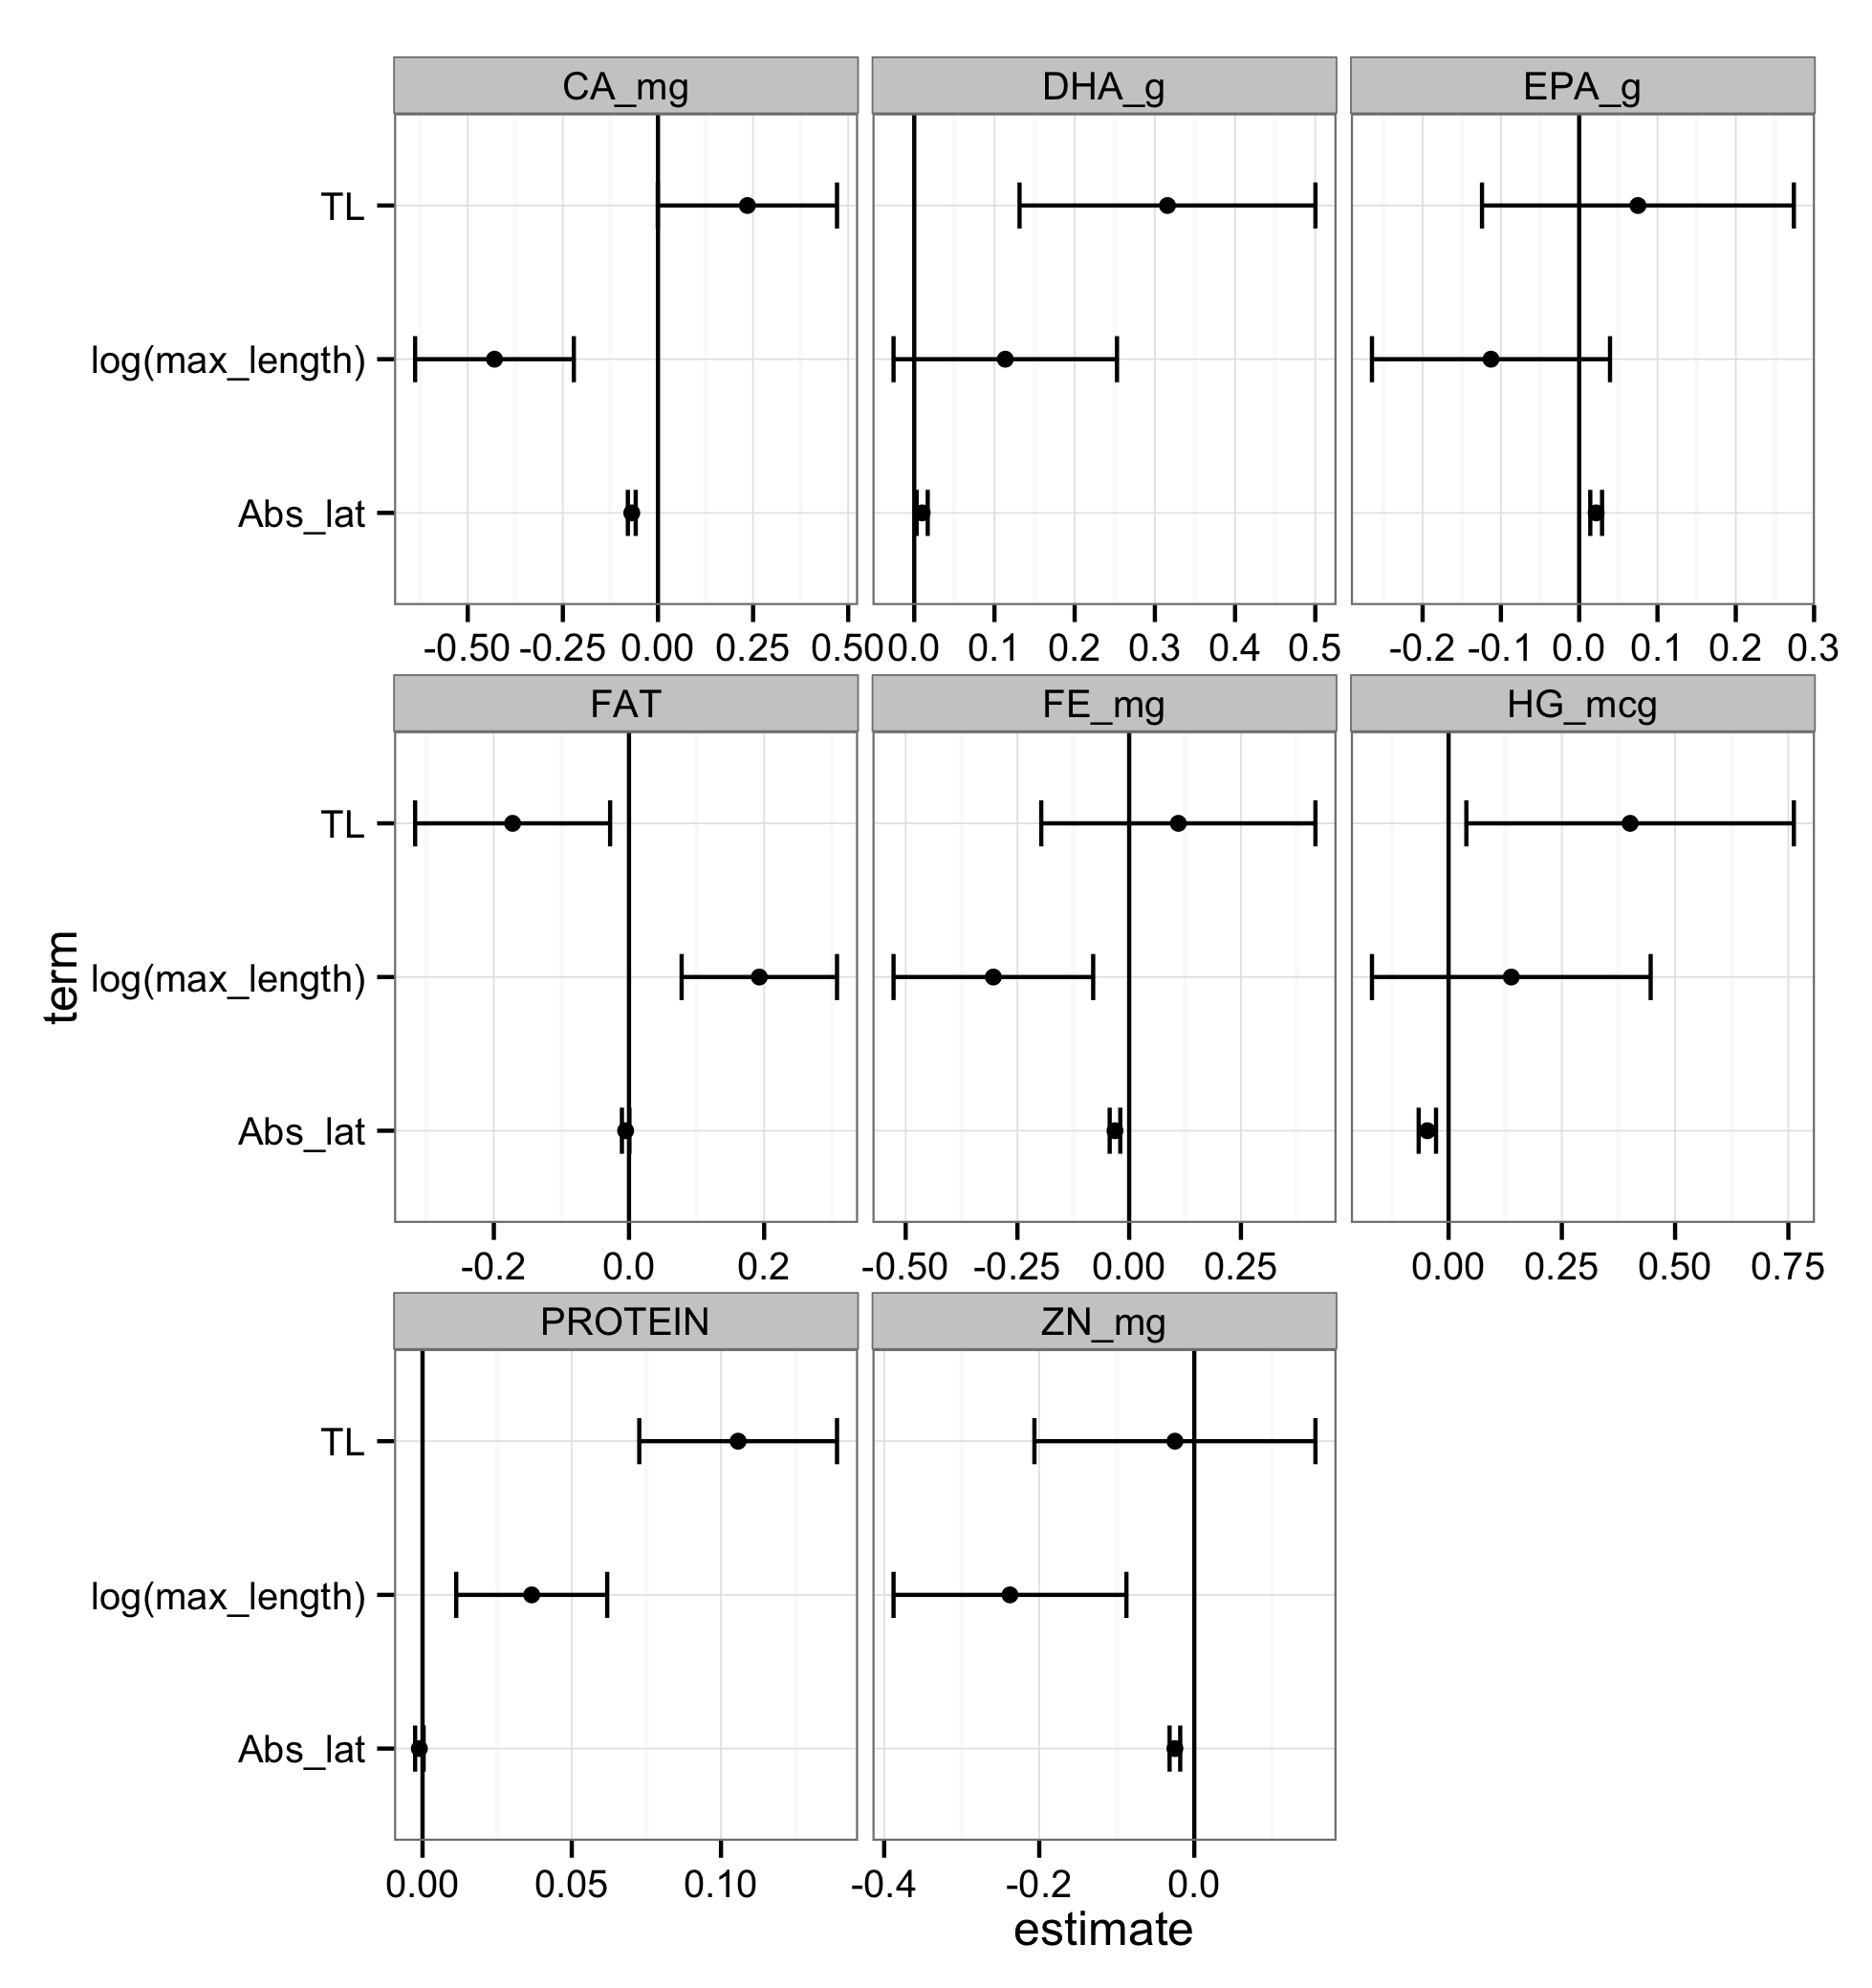 CA_mg DHA_g EPA_g
TL
log(max_length)
Abs_lat
-0.50 -0.25 0.00 0.25 0.50 0.0 0.1 0.2 0.3 0.4 0.5 -0.2 -0.1 0.0 0.1 0.2 0.3
FAT FE_mg HG_mcg
TL
term
log(max_length)
Abs_lat
-0.2 0.0 0.2 -0.50 -0.25 0.00 0.25 0.00 0.25 0.50 0.75
PROTEIN ZN_mg
TL
log(max_length)
Abs_lat
0.00 0.05 0.10 -0.4 -0.2 0.0
estimate